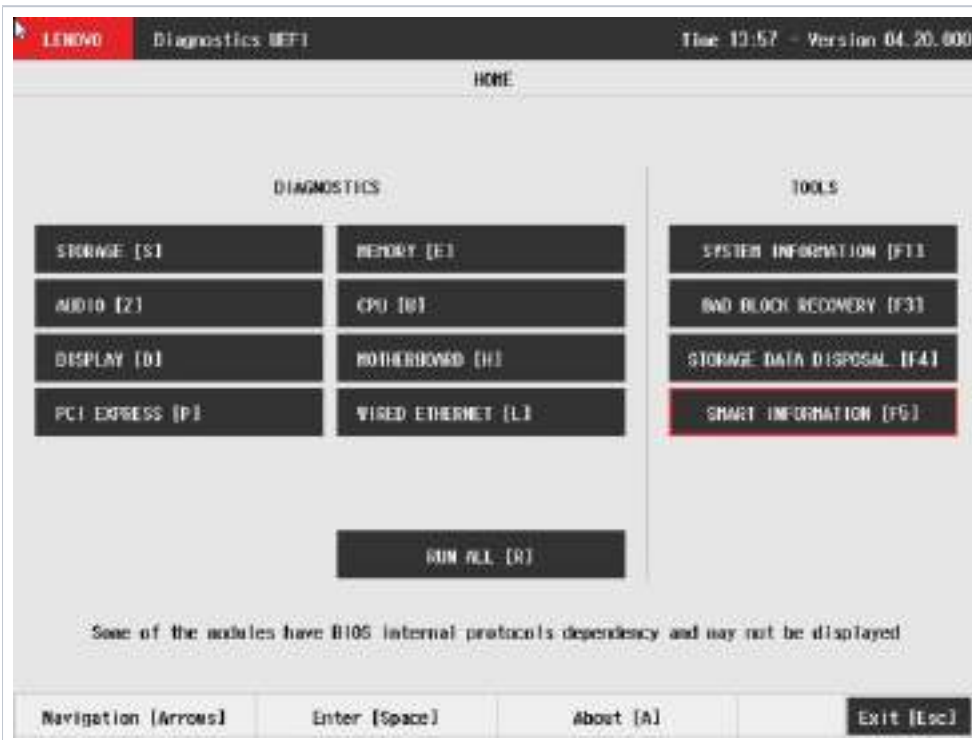 LENOVO Diagnostics UEFI Time 13:57 - Version 04.20.000
HOME
DIAGNOSTICS
TOOLS
STORAGE [S]
MEMORY [E]
SYSTEM INFORMATION [F1]
AUDIO [Z]
CPU [U]
BAD BLOCK RECOVERY [F3]
DISPLAY [D]
MOTHERBOARD [H]
STORAGE DATA DISPOSAL [F4]
PCI EXPRESS [P]
WIRED ETHERNET [L]
SMART INFORMATION [F5]
RUN ALL [R]
Some of the modules have BIOS internal protocols dependency and may not be displayed
Navigation [Arrows] Enter [Space] About [A] Exit [Esc]